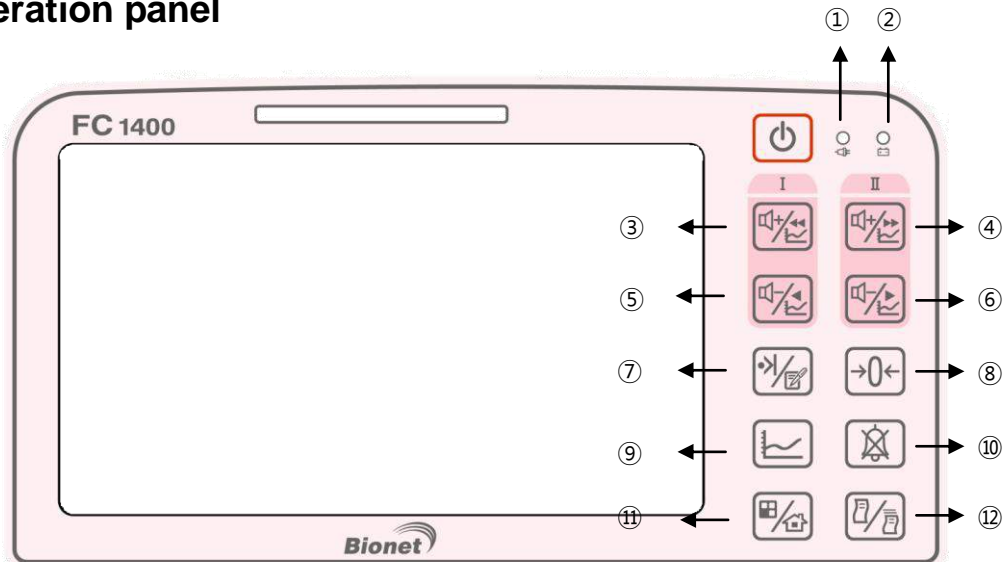 eration panel
① ②
FC 1400
I II
③ ④
⑤ ⑥
⑦ ⑧
⑨ ⑩
⑪ ⑫
Bionet